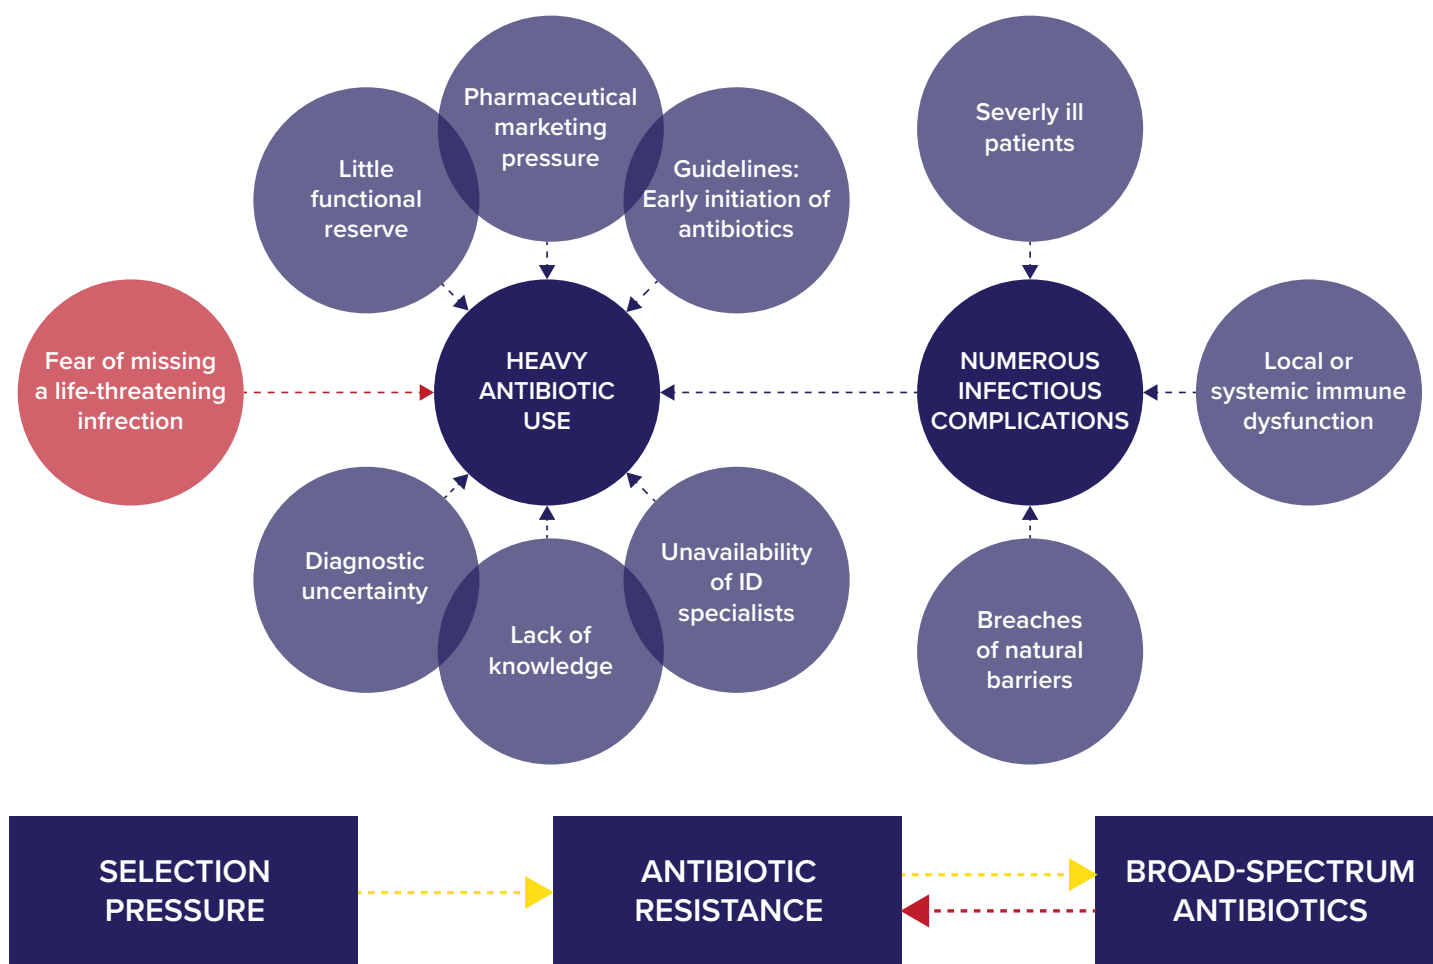 Pharmaceutical
marketing
pressure
Severly ill
patients
Little
functional
reserve
Guidelines:
Early initiation of
antibiotics
Fear of missing
a life-threatening
infrection
HEAVY
ANTIBIOTIC
USE
NUMEROUS
INFECTIOUS
COMPLICATIONS
Local or
systemic immune
dysfunction
Diagnostic
uncertainty
Lack of
knowledge
Unavailability
of ID
specialists
Breaches
of natural
barriers
SELECTION
PRESSURE
ANTIBIOTIC
RESISTANCE
BROAD-SPECTRUM
ANTIBIOTICS